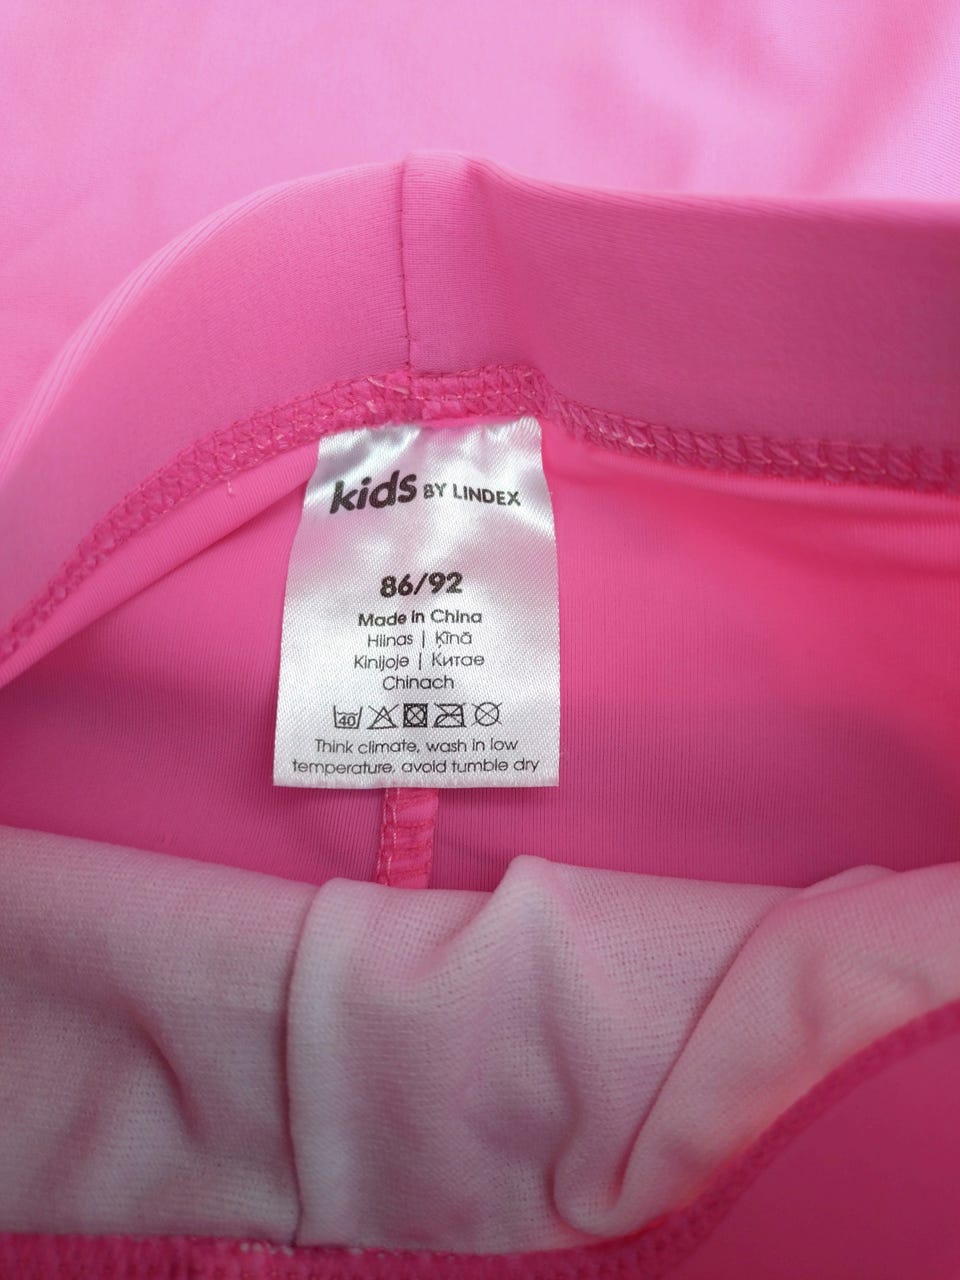 kids BY LINDEX
86/92
Made in China
Hiinas | Ķīnā
Kinijoje | Китае
Chinach
40
Think climate, wash in low
temperature, avoid tumble dry